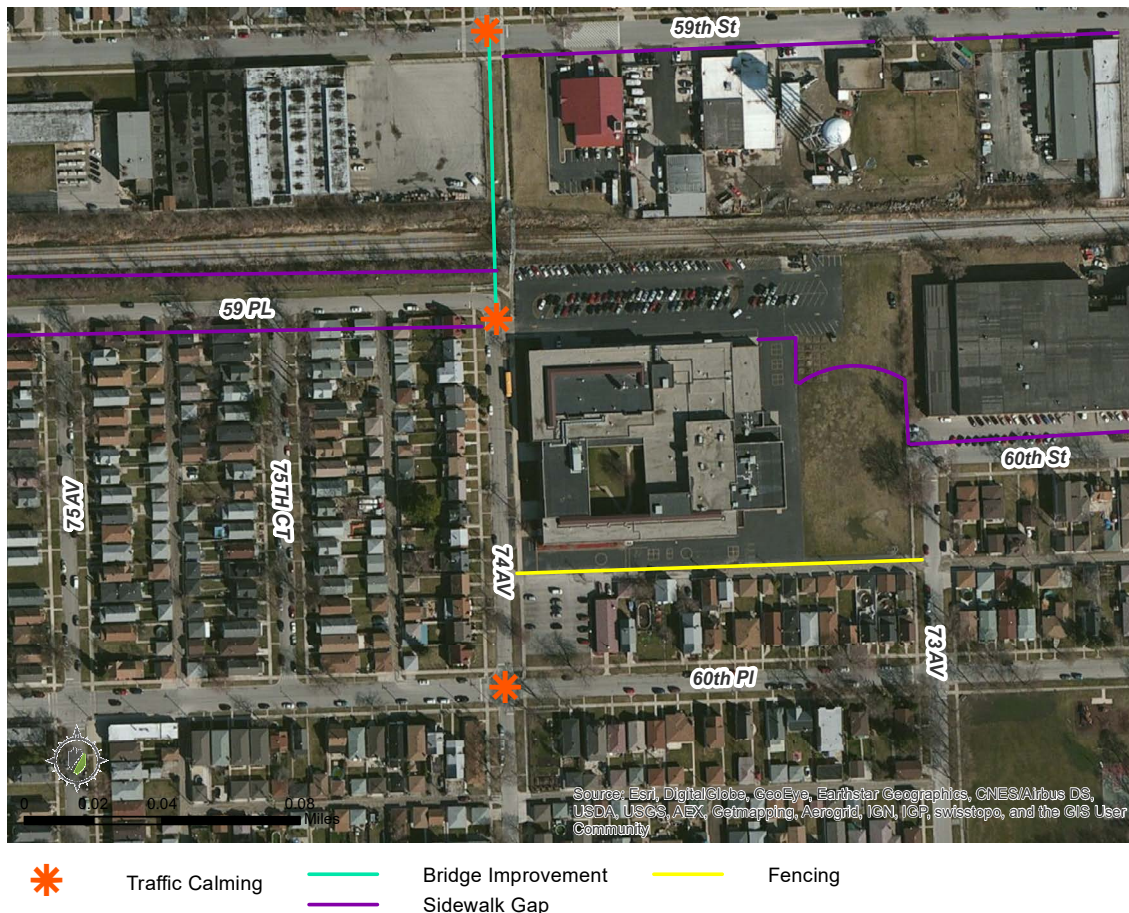 59th St
59 PL
60th St
75 AV
75TH CT
74 AV
73 AV
60th Pl
0 0.02 0.04 0.08
Miles
Source: Esri, DigitalGlobe, GeoEye, Earthstar Geographics, CNES/Airbus DS,
USDA, USGS, AEX, Getmapping, Aerogrid, IGN, IGP, swisstopo, and the GIS User
Community
Traffic Calming Bridge Improvement Fencing
Sidewalk Gap